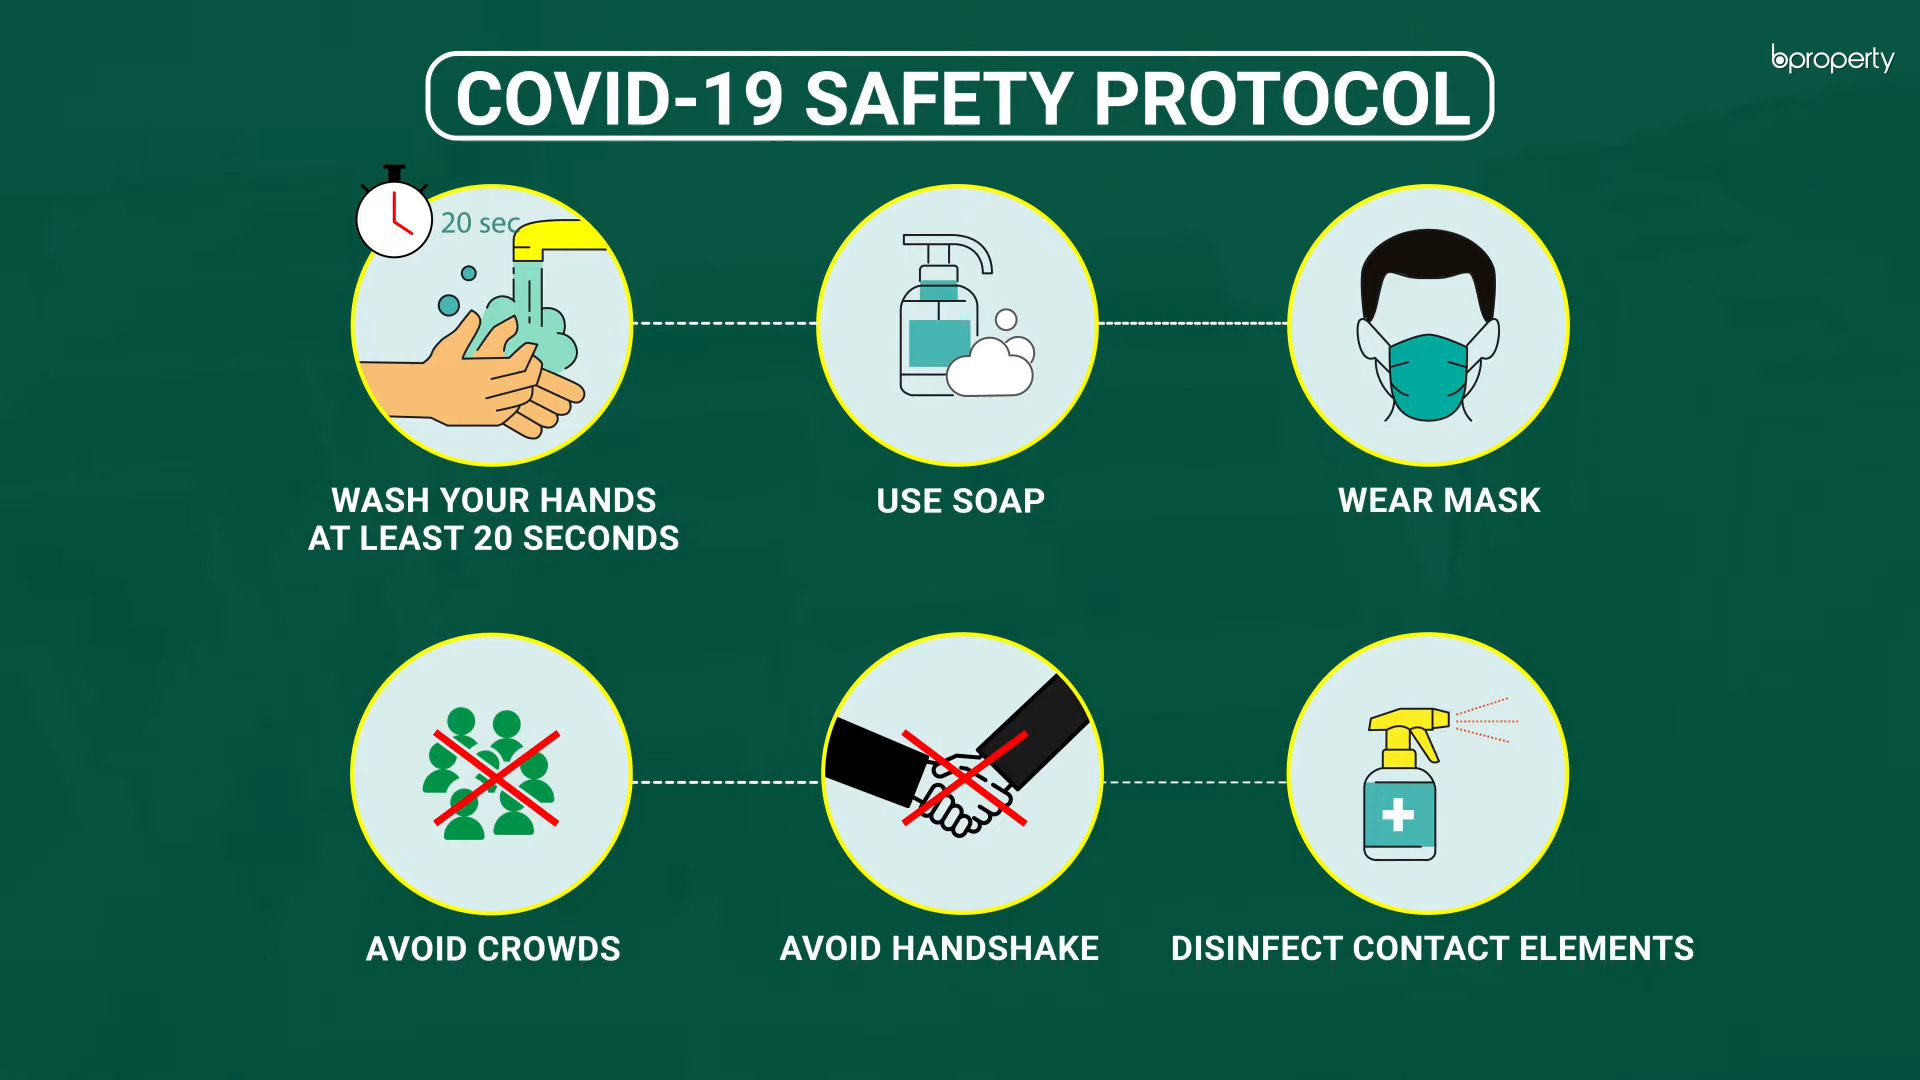 bproperty
COVID-19 SAFETY PROTOCOL
20 sec
WASH YOUR HANDS
AT LEAST 20 SECONDS
USE SOAP
WEAR MASK
AVOID CROWDS
AVOID HANDSHAKE
DISINFECT CONTACT ELEMENTS